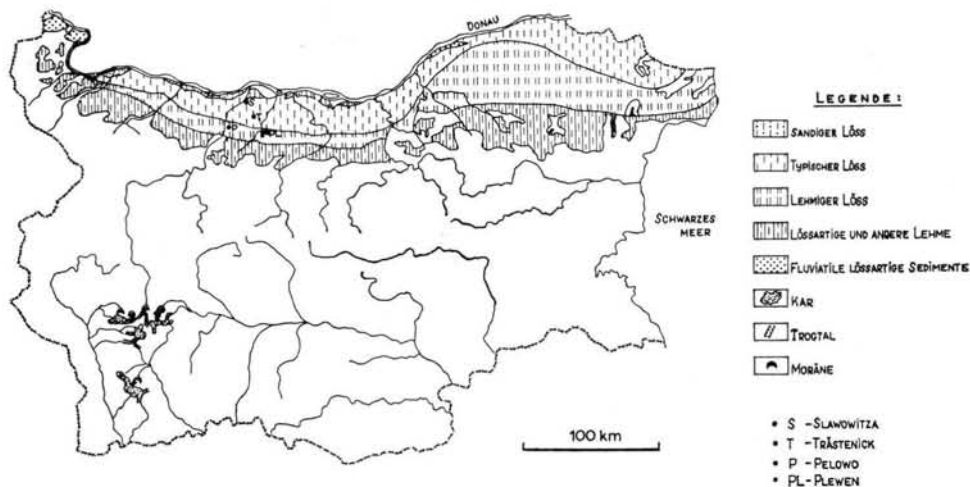 DONAU
SCHWARZES
MEER
100 km
LEGENDE:
SANDIGER LÖSS
TYPISCHER LÖSS
LEHMIGER LÖSS
LÖSSARTIGE UND ANDERE LEHME
FLUVIATILE LÖSSARTIGE SEDIMENTE
KAR
TROGTAL
MORÄNE
• S - SLAWOWITZA
• T - TRĂSTENICK
• P - PELOWO
• PL - PLEWEN